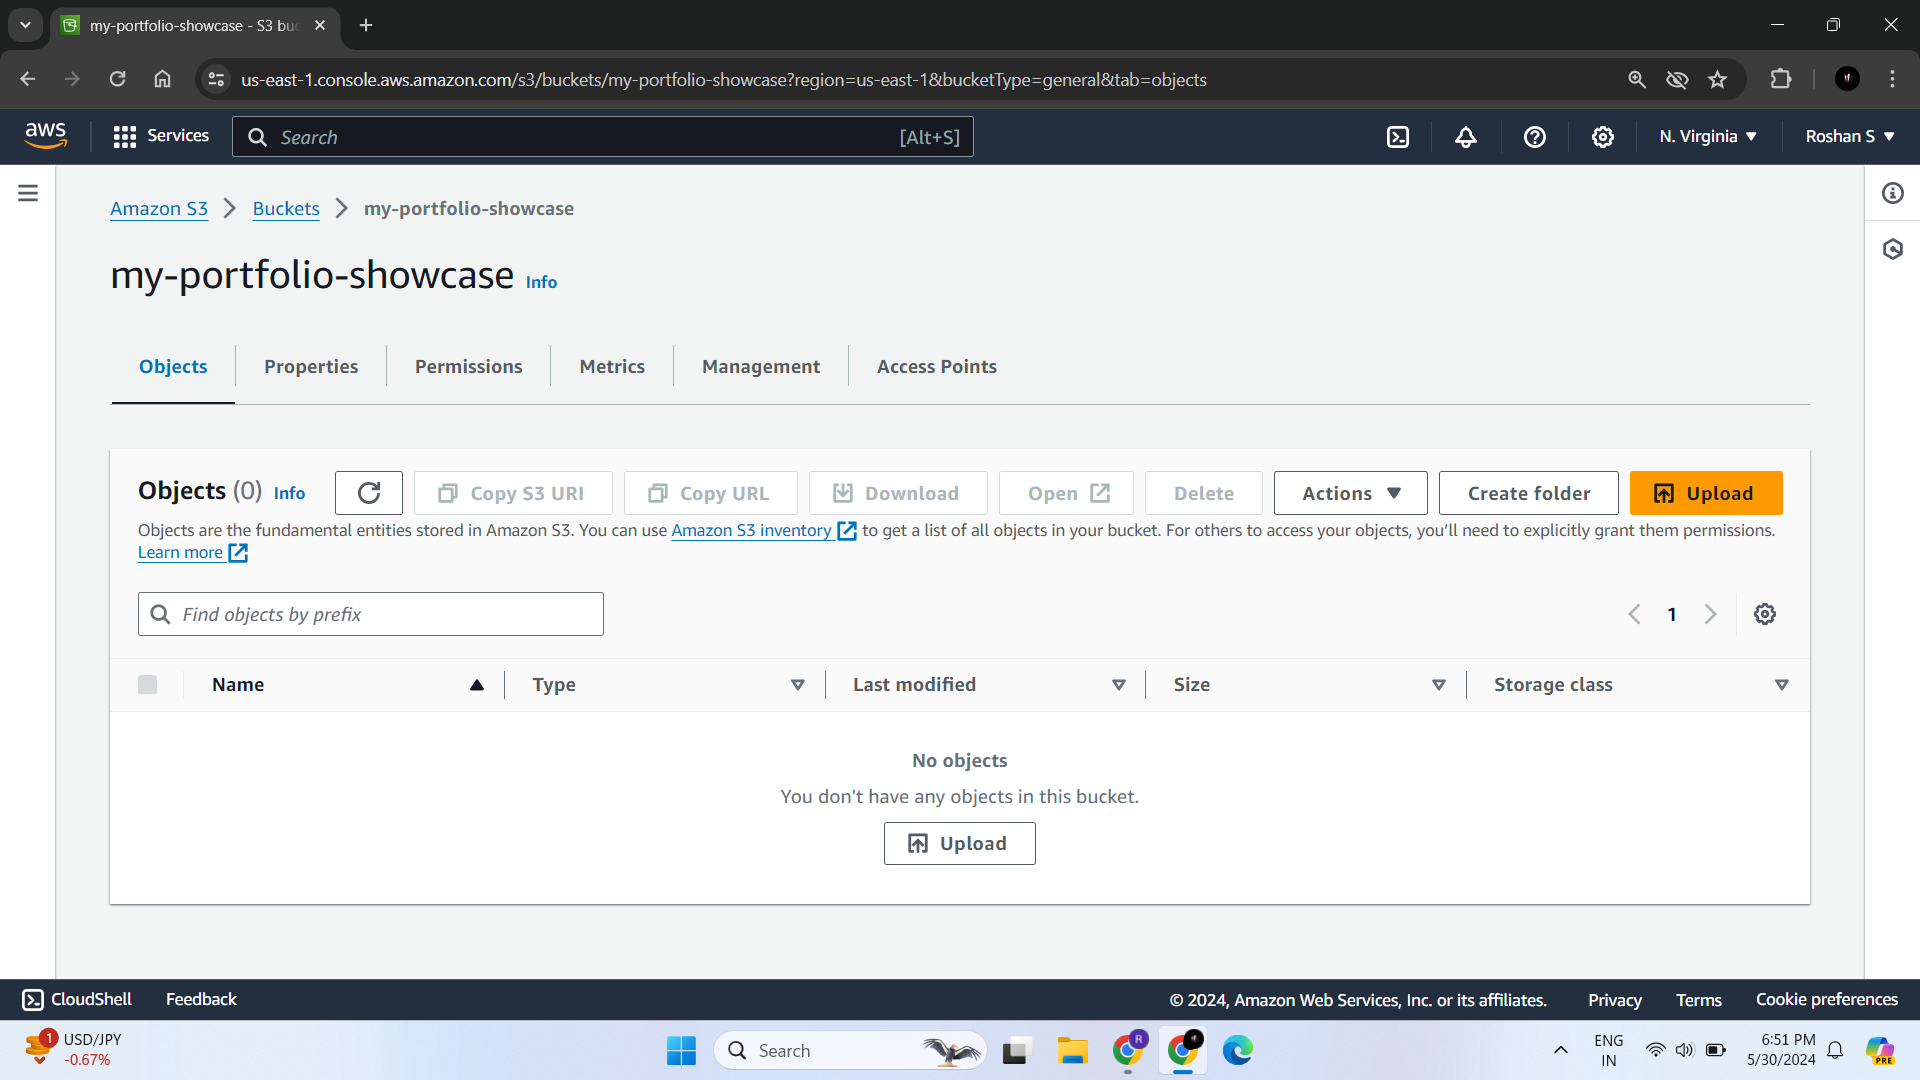 my-portfolio-showcase - S3 buc
us-east-1.console.aws.amazon.com/s3/buckets/my-portfolio-showcase?region=us-east-1&bucketType=general&tab=objects
aws Services Search [Alt+S] N. Virginia Roshan S
Amazon S3 Buckets my-portfolio-showcase
my-portfolio-showcase Info
Objects Properties Permissions Metrics Management Access Points
Objects (0) Info Copy S3 URI Copy URL Download Open Delete Actions Create folder Upload
Objects are the fundamental entities stored in Amazon S3. You can use Amazon S3 inventory to get a list of all objects in your bucket. For others to access your objects, you’ll need to explicitly grant them permissions.
Learn more
Find objects by prefix 1
Name Type Last modified Size Storage class
No objects
You don't have any objects in this bucket.
Upload
CloudShell Feedback © 2024, Amazon Web Services, Inc. or its affiliates. Privacy Terms Cookie preferences
1 USD/JPY Search R ENG 6:51 PM
-0.67% IN 5/30/2024 PRE